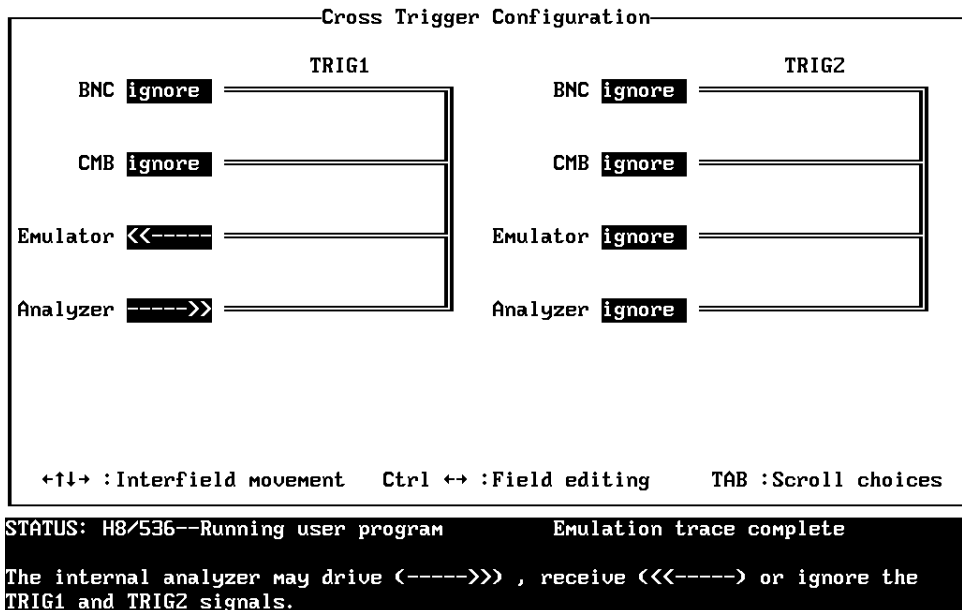 Cross Trigger Configuration
TRIG1 TRIG2
BNC ignore BNC ignore
CMB ignore CMB ignore
Emulator <<----- Emulator ignore
Analyzer ----->> Analyzer ignore
←↑↓→ :Interfield movement Ctrl ↔ :Field editing TAB :Scroll choices
STATUS: H8/536--Running user program Emulation trace complete
The internal analyzer may drive (----->>) , receive (<<-----) or ignore the
TRIG1 and TRIG2 signals.